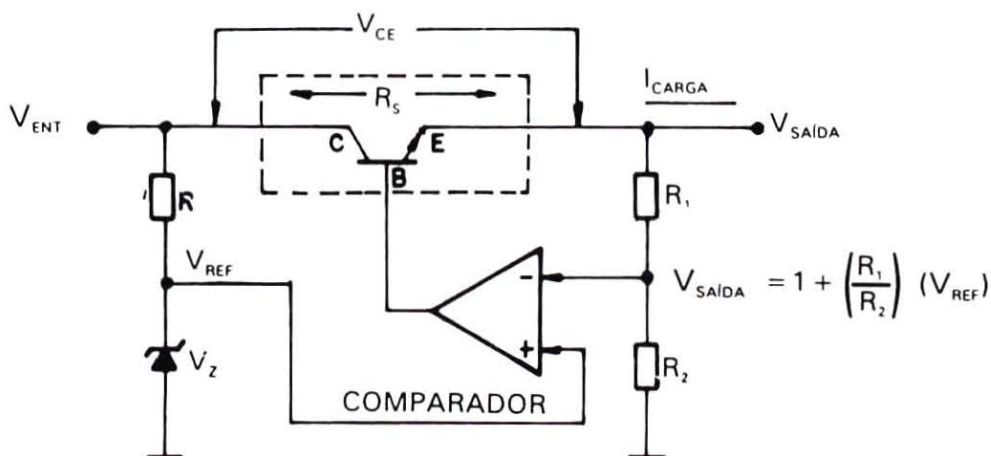 V_CE
I_CARGA
V_ENT
R_S
V_SAÍDA
C
E
B
R
R₁
V_REF
-
V_SAÍDA = 1 + (R₁/R₂) (V_REF)
+
V_Z
R₂
COMPARADOR